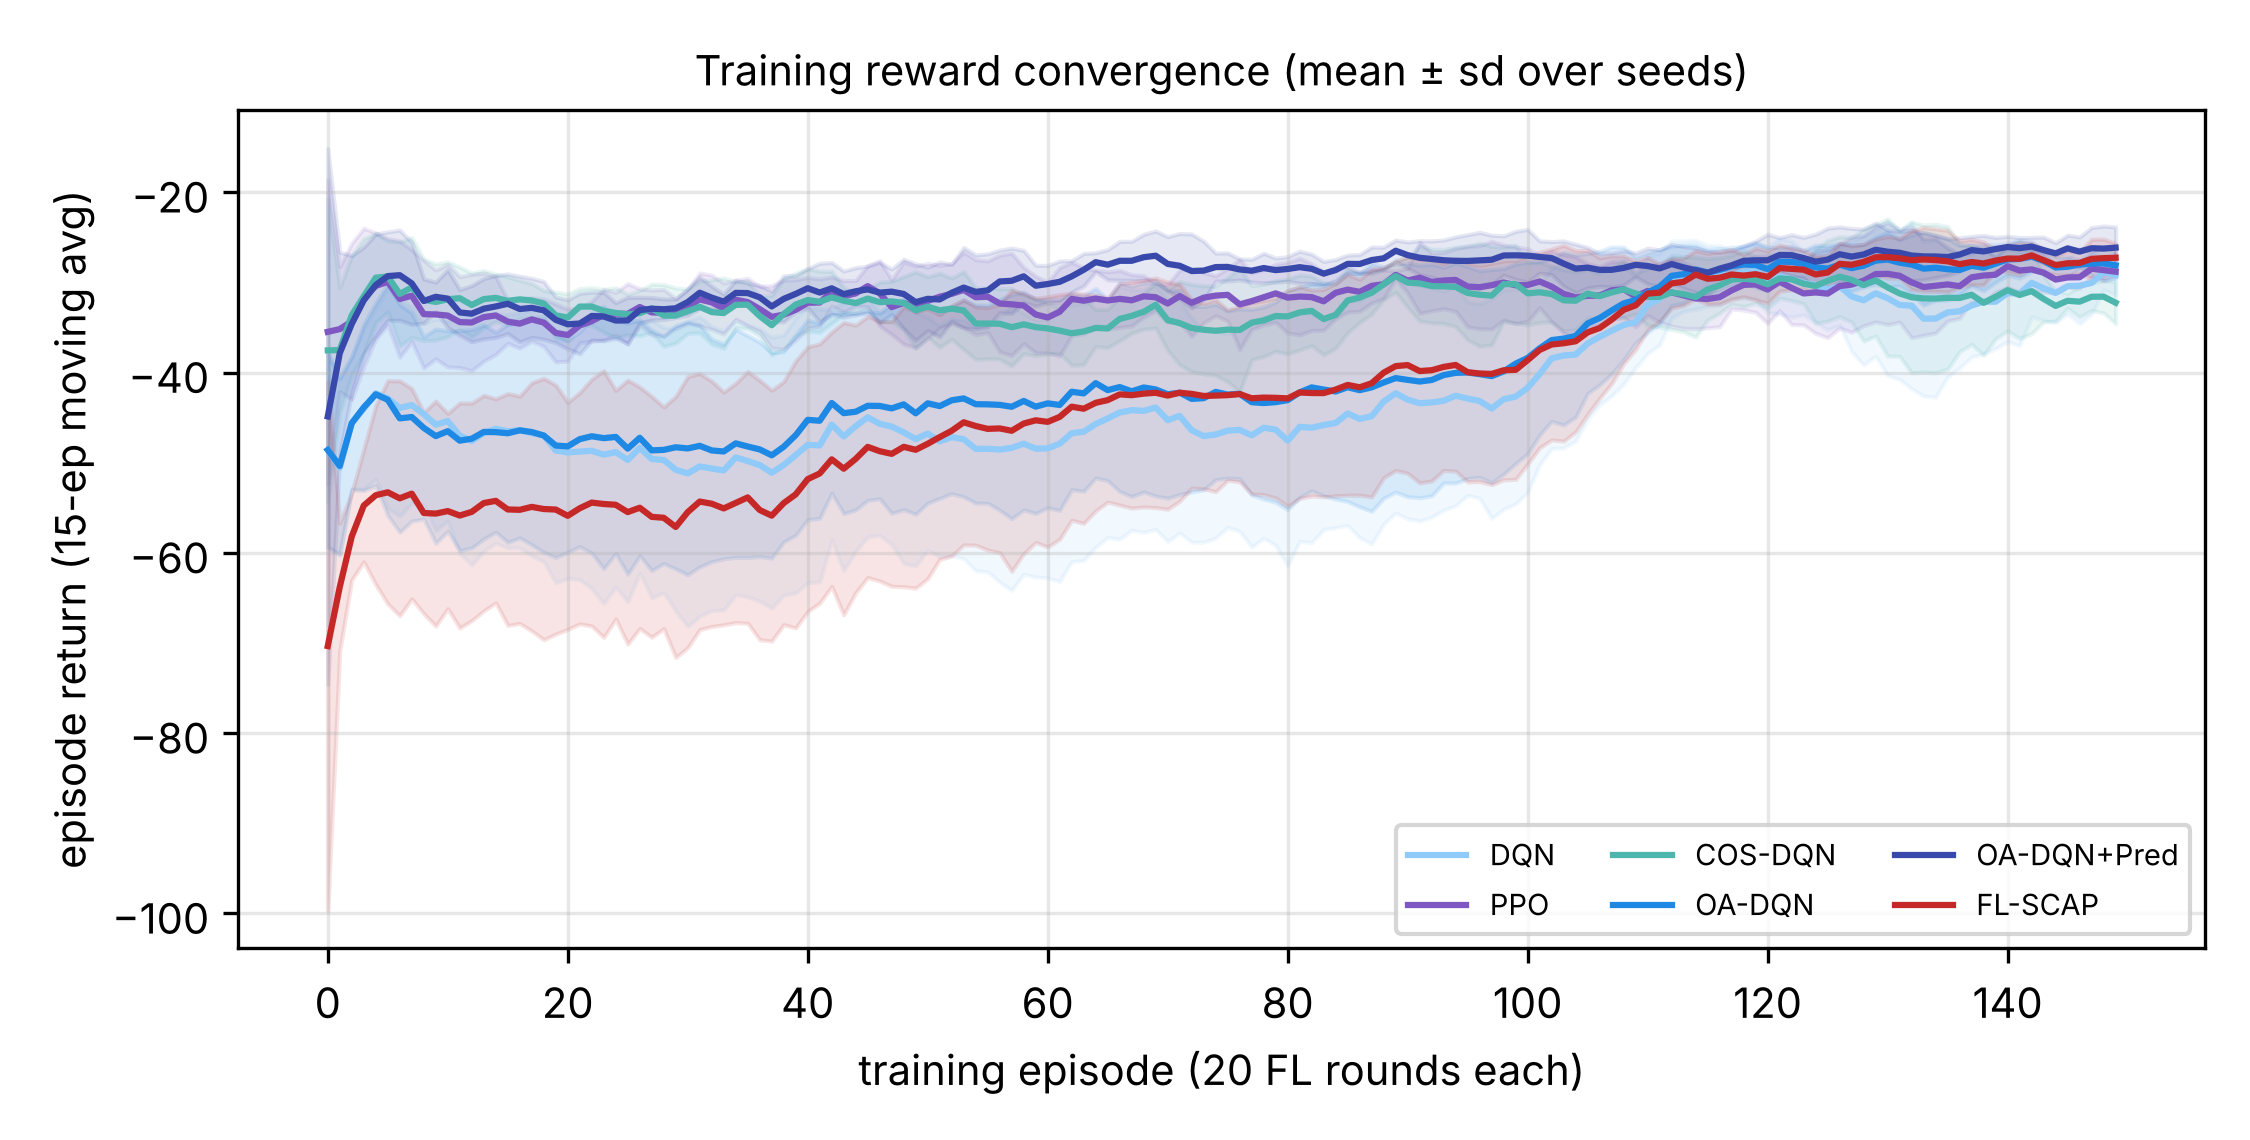 Training reward convergence (mean ± sd over seeds)
episode return (15-ep moving avg)
−20
−40
−60
−80
−100
0 20 40 60 80 100 120 140
training episode (20 FL rounds each)
DQN COS-DQN OA-DQN+Pred
PPO OA-DQN FL-SCAP